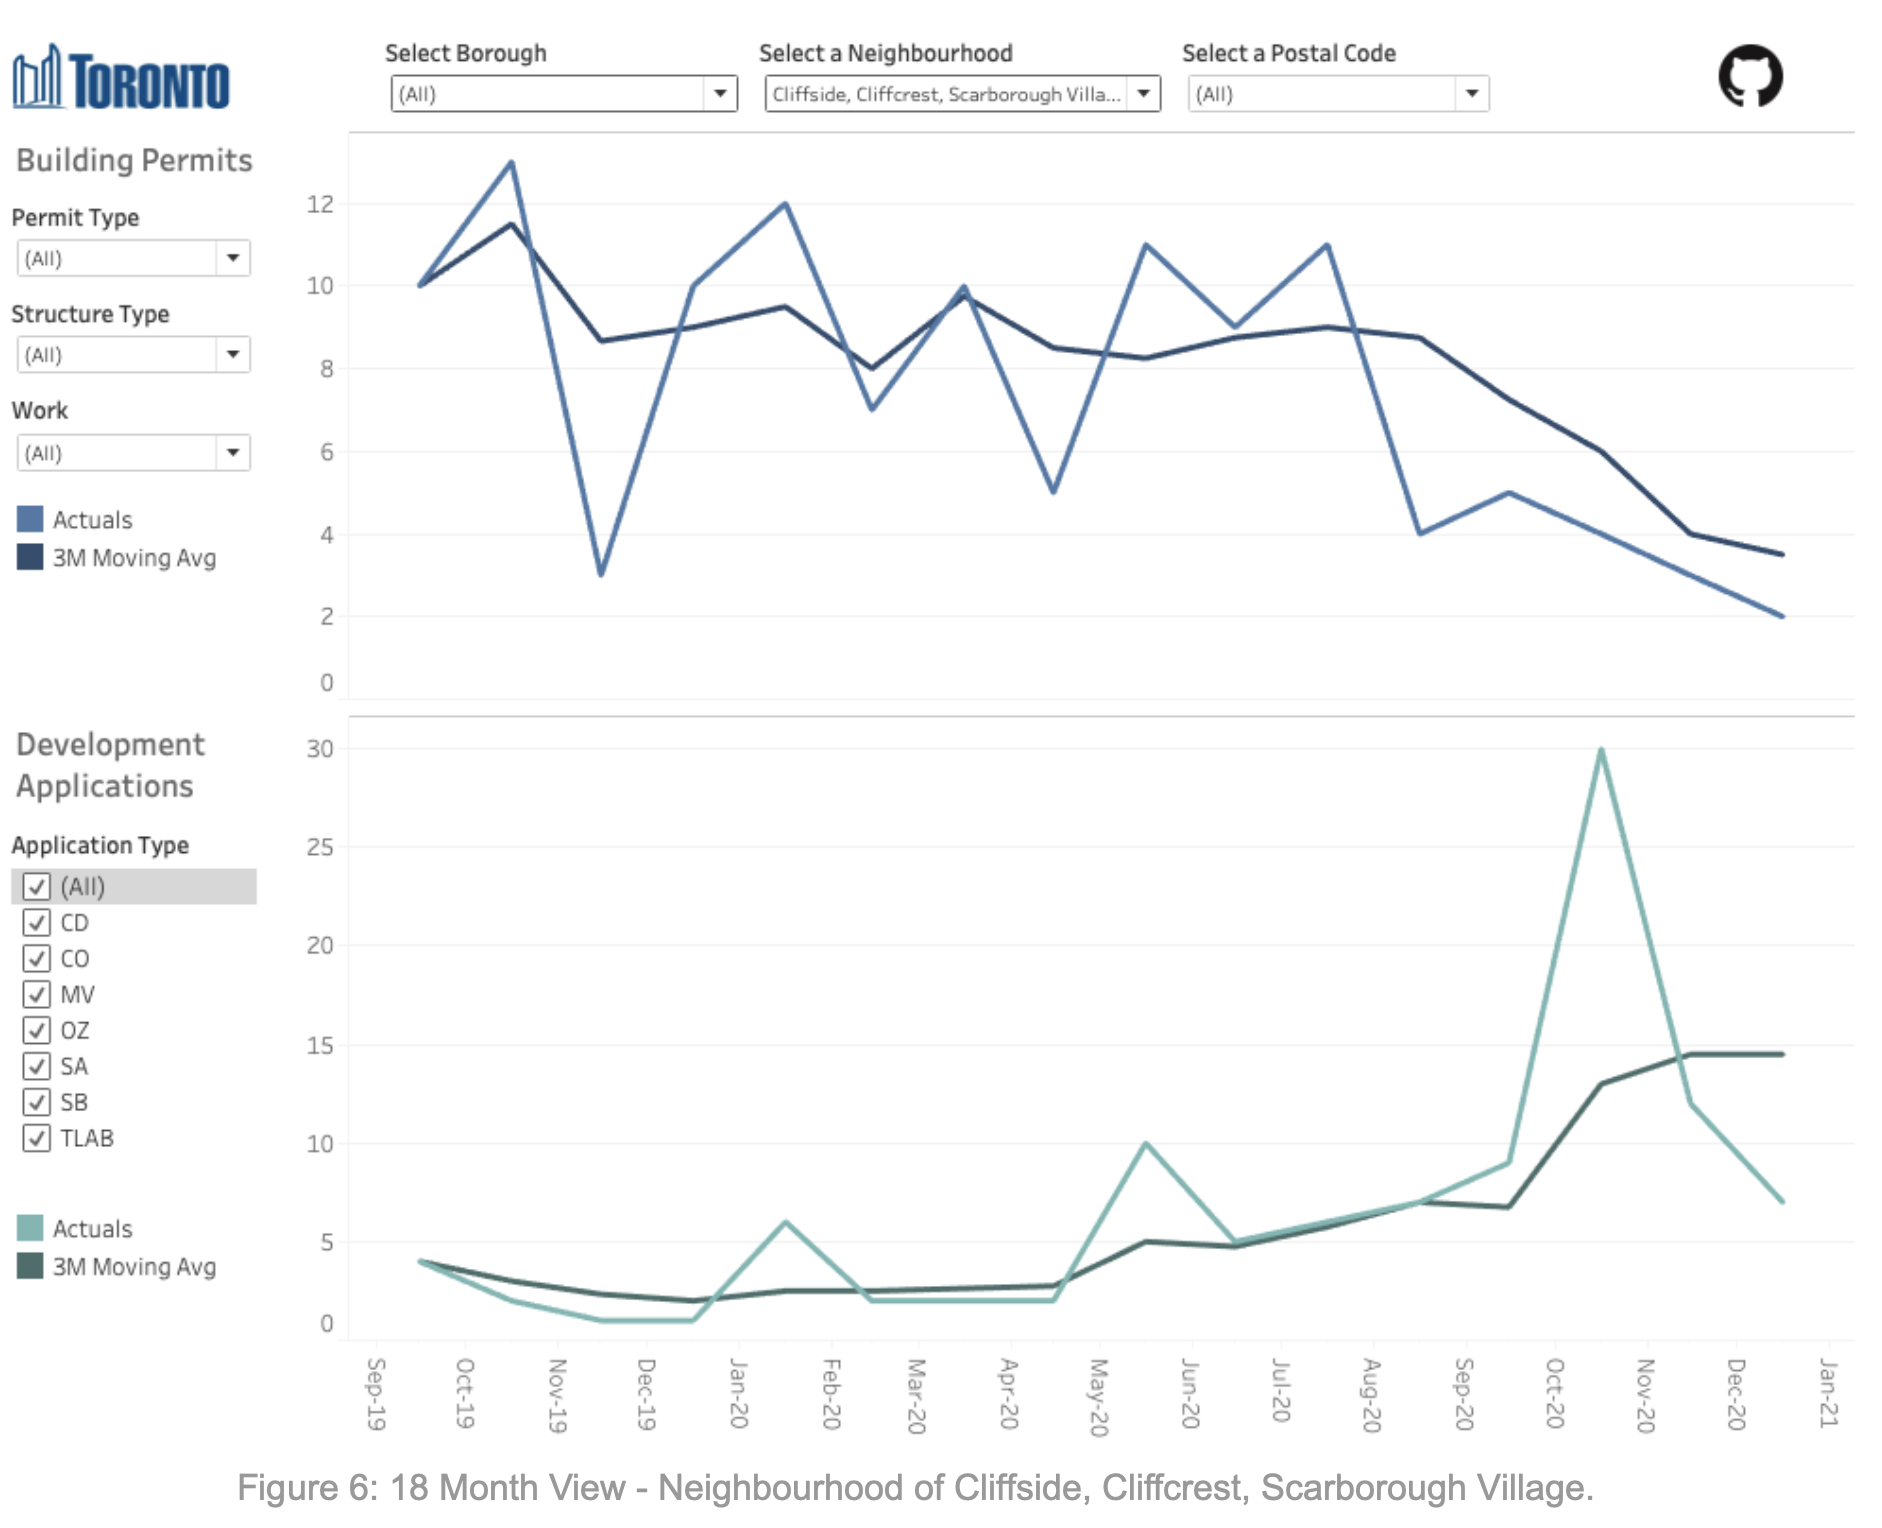 TORONTO
Select Borough
(All)
Select a Neighbourhood
Cliffside, Cliffcrest, Scarborough Villa...
Select a Postal Code
(All)
Building Permits
Permit Type
(All)
Structure Type
(All)
Work
(All)
Actuals
3M Moving Avg
12
10
8
6
4
2
0
Development
Applications
Application Type
(All)
CD
CO
MV
OZ
SA
SB
TLAB
Actuals
3M Moving Avg
30
25
20
15
10
5
0
Sep-19
Oct-19
Nov-19
Dec-19
Jan-20
Feb-20
Mar-20
Apr-20
May-20
Jun-20
Jul-20
Aug-20
Sep-20
Oct-20
Nov-20
Dec-20
Jan-21
Figure 6: 18 Month View - Neighbourhood of Cliffside, Cliffcrest, Scarborough Village.